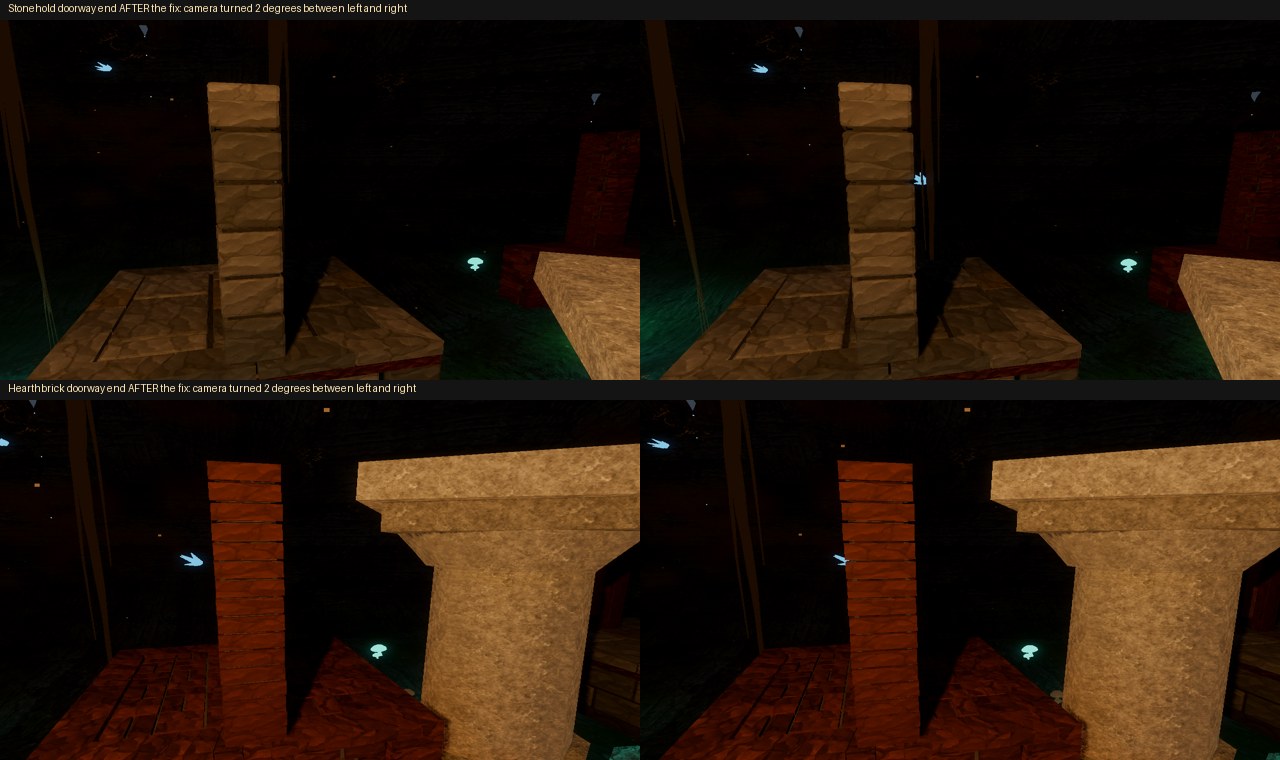 Stonehold doorway end AFTER the fix: camera turned 2 degrees between left and right
Hearthbrick doorway end AFTER the fix: camera turned 2 degrees between left and right